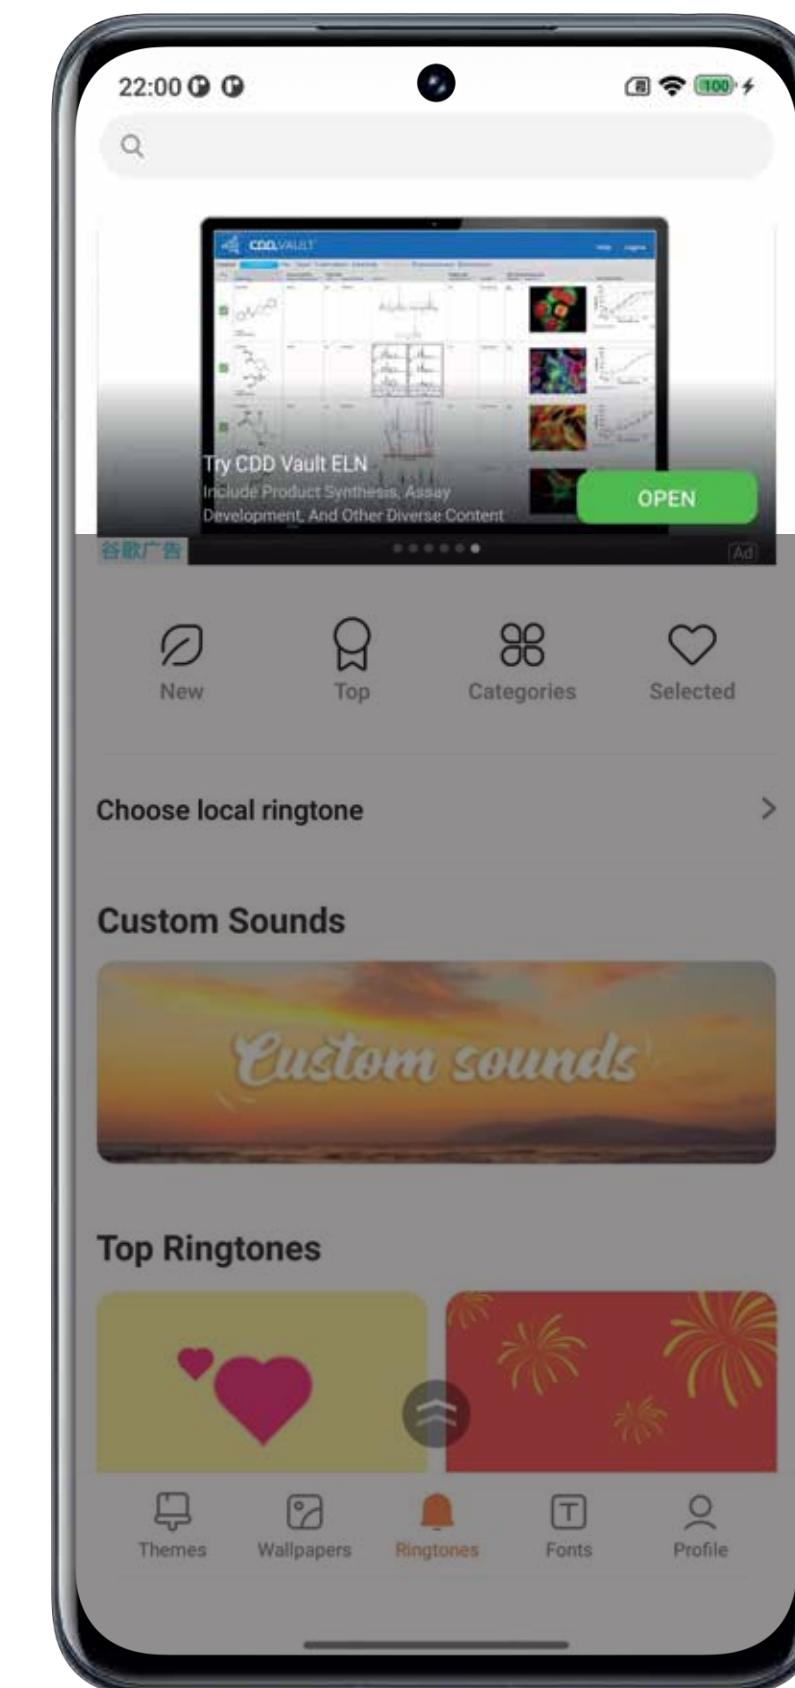 22:00
100
CDD.VAULT
Try CDD Vault ELN
Include Product Synthesis, Assay
Development, And Other Diverse Content
OPEN
谷歌广告
Ad
New
Top
Categories
Selected
Choose local ringtone
Custom Sounds
Custom sounds
Top Ringtones
Themes
Wallpapers
Ringtones
Fonts
Profile